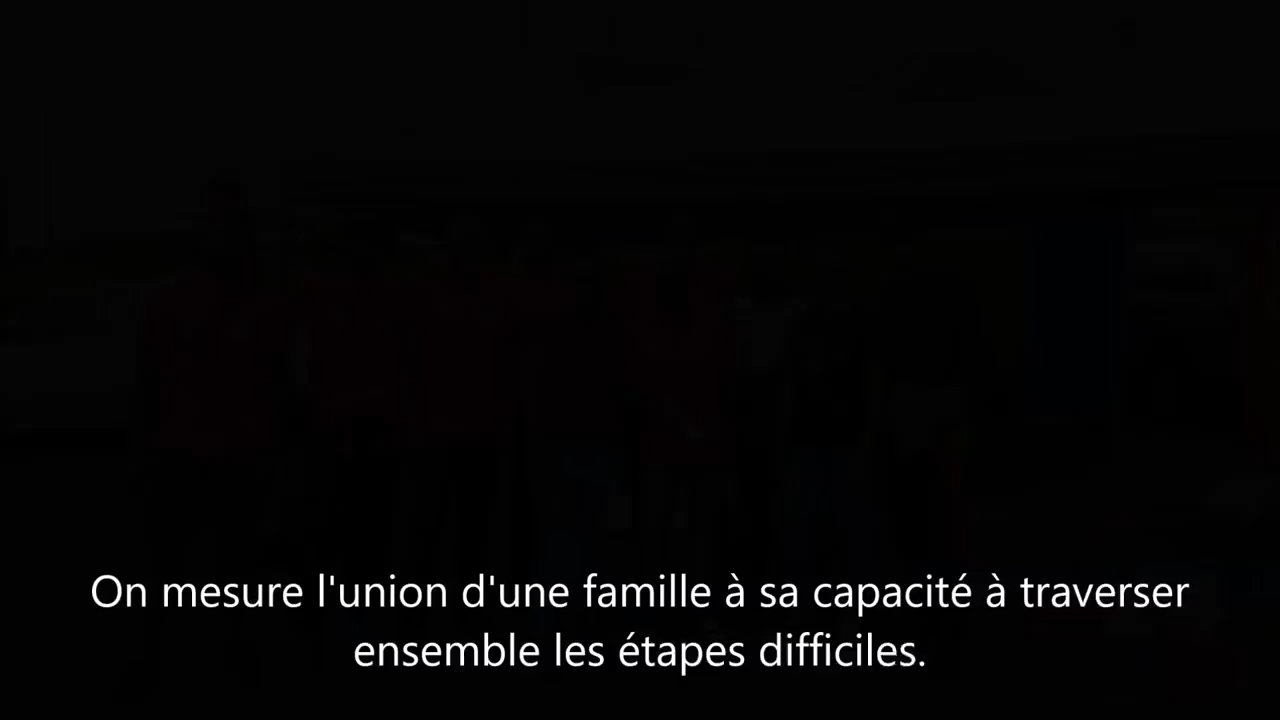 On mesure l'union d'une famille à sa capacité à traverser
ensemble les étapes difficiles.